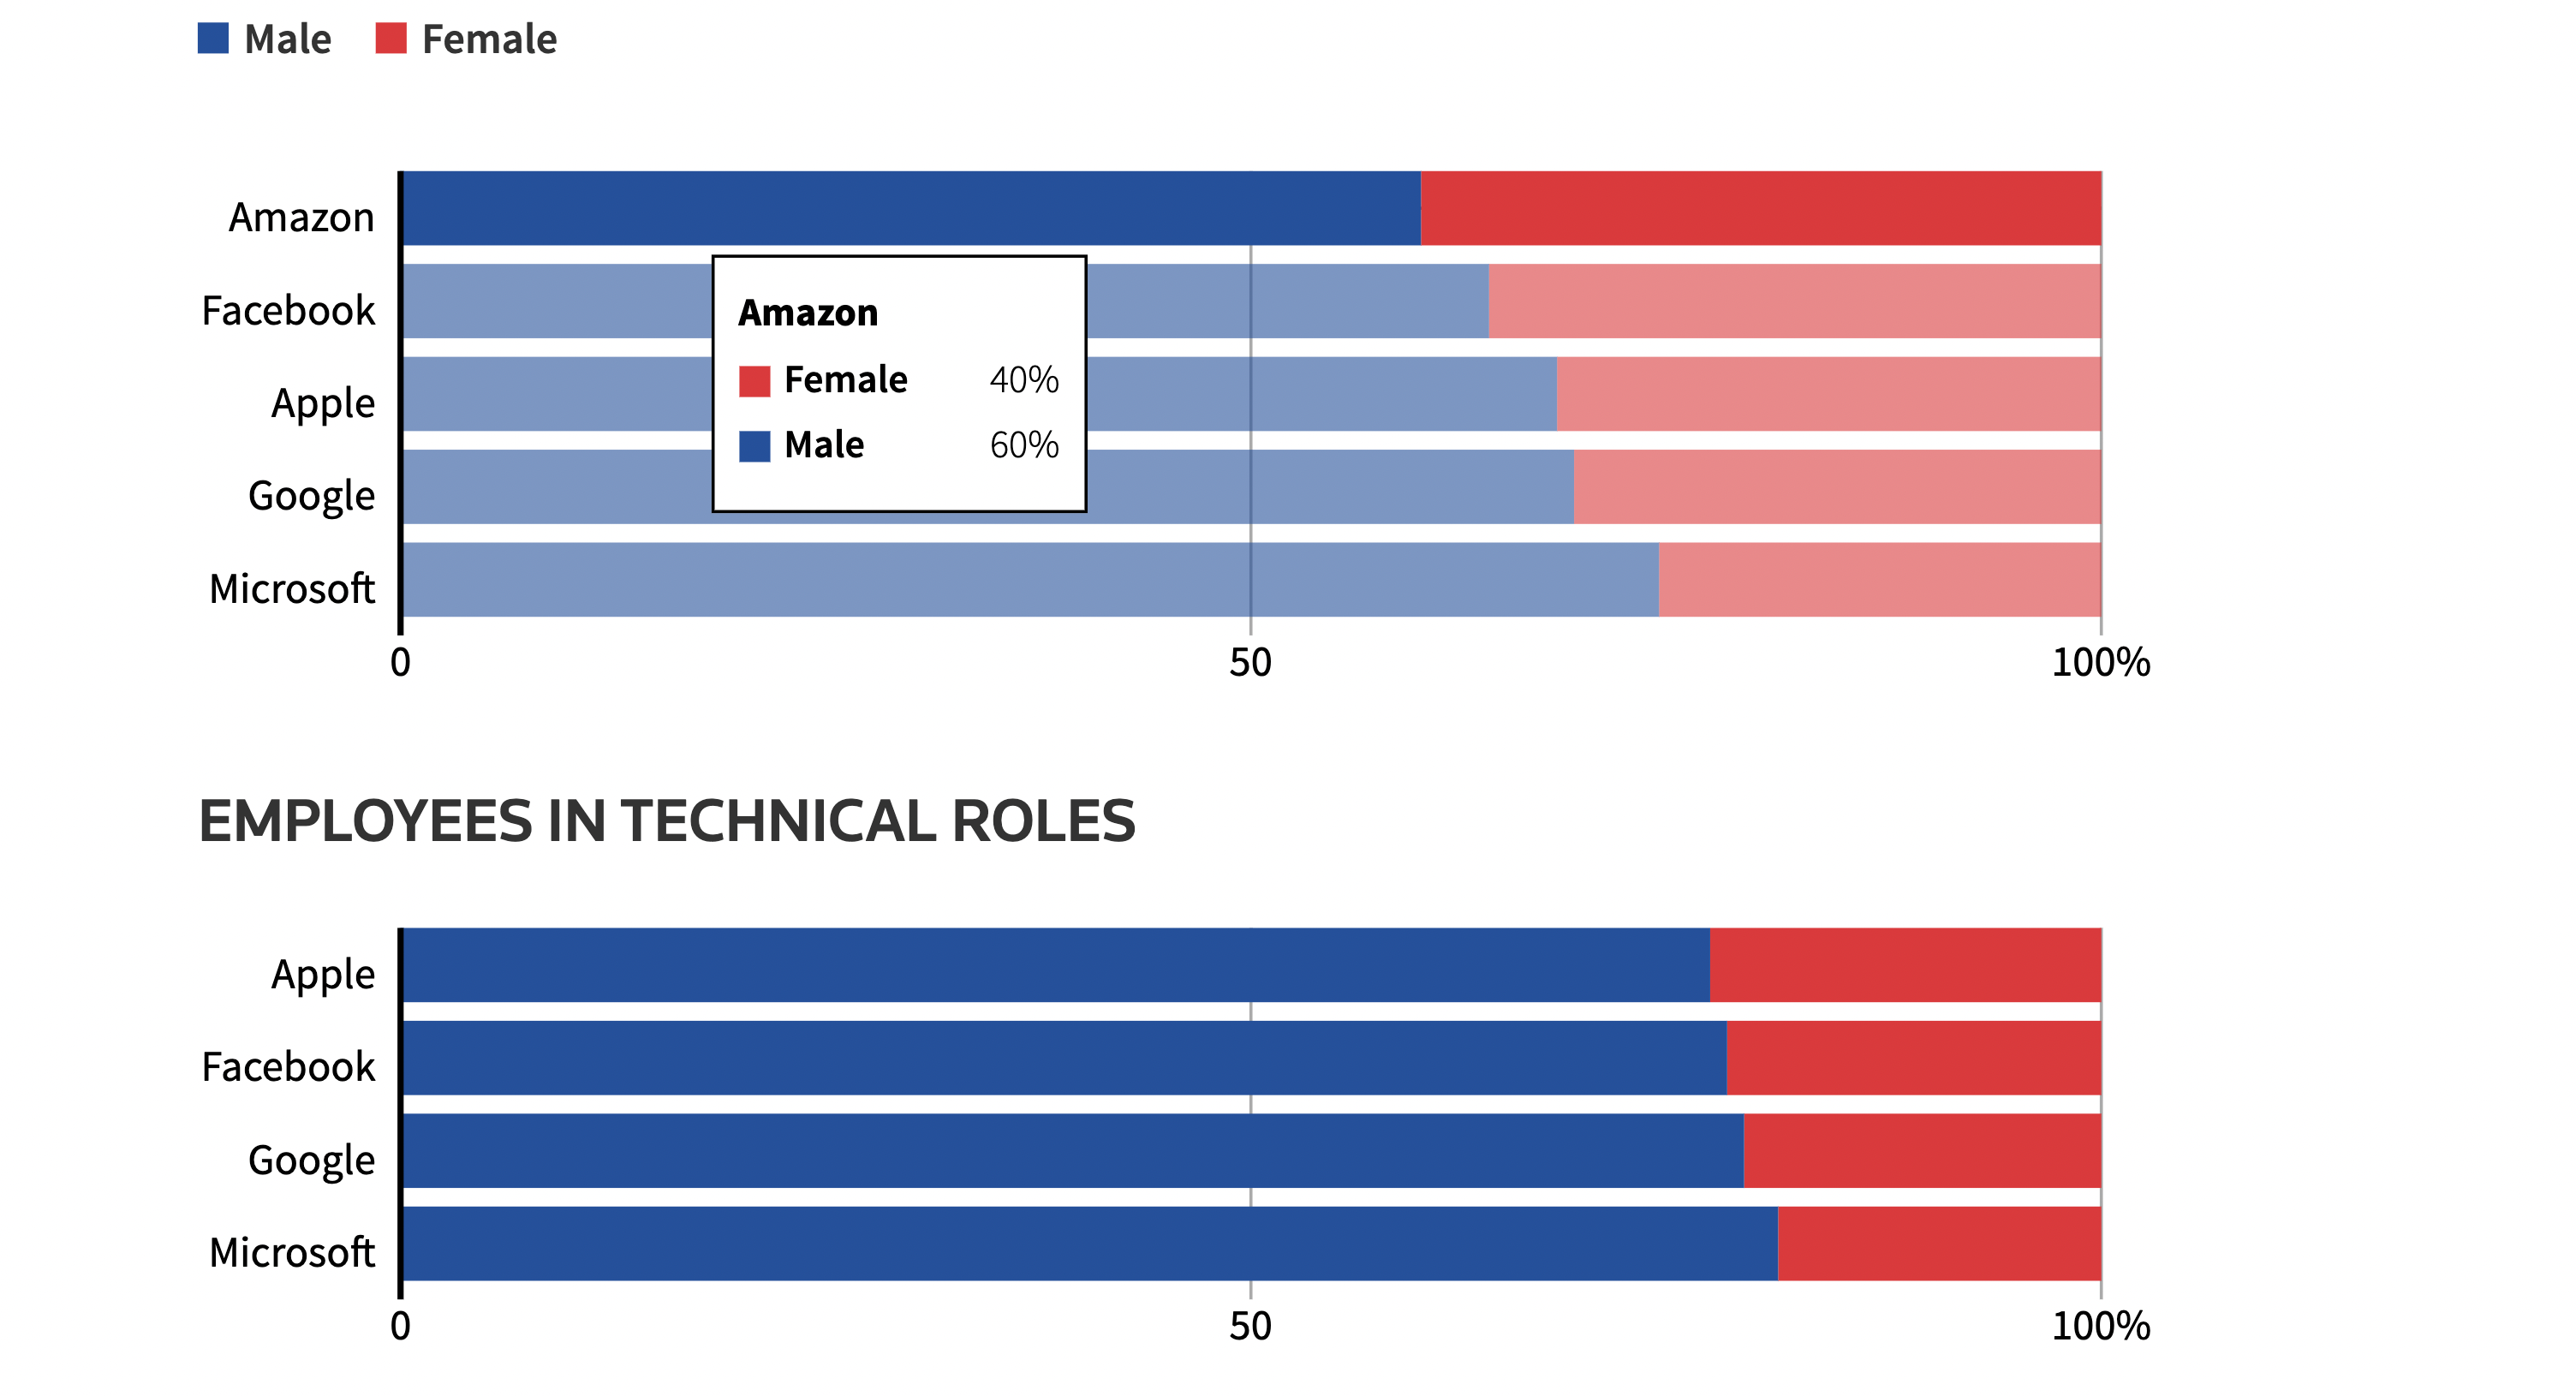 Male Female
Amazon
Facebook
Apple
Google
Microsoft
Amazon
Female 40%
Male 60%
0 50 100%
EMPLOYEES IN TECHNICAL ROLES
Apple
Facebook
Google
Microsoft
0 50 100%